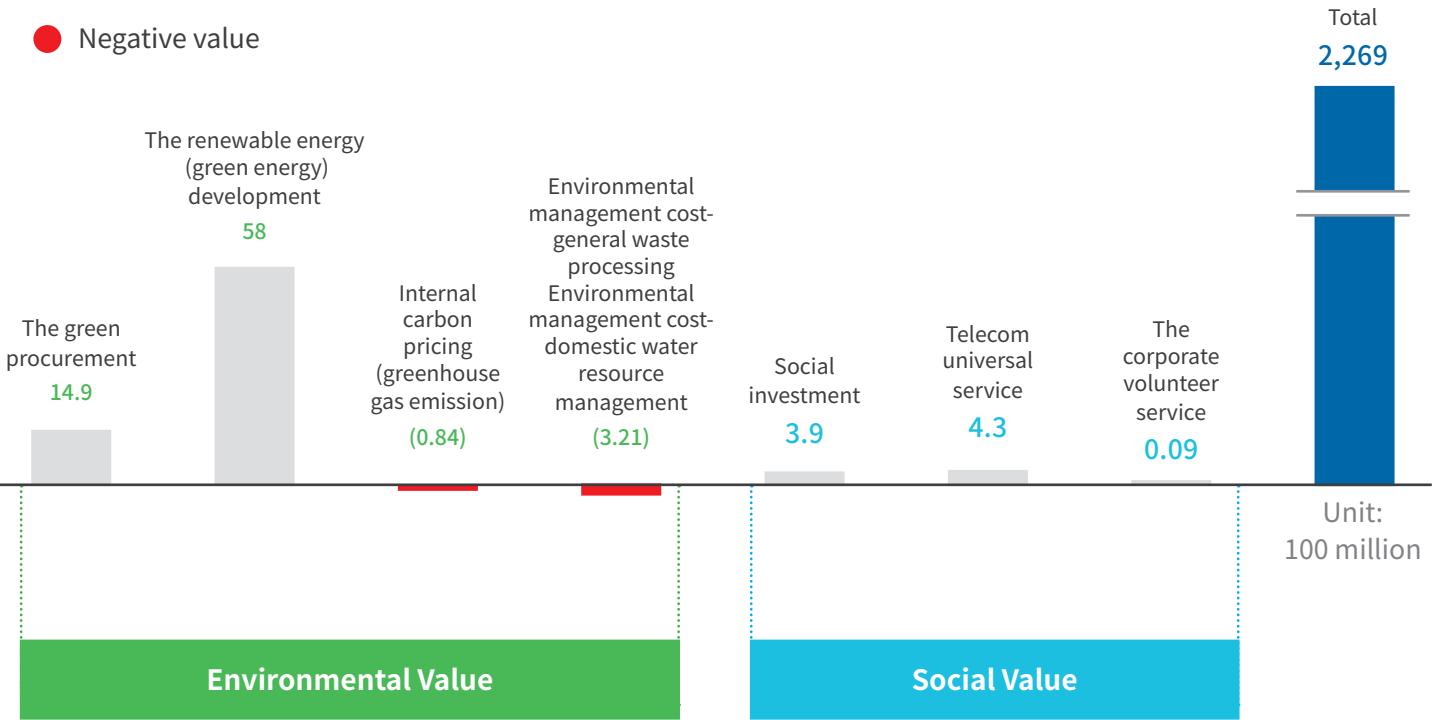 Negative value
The green
procurement
14.9
The renewable energy
(green energy)
development
58
Internal
carbon
pricing
(greenhouse
gas emission)
(0.84)
Environmental
management cost-
general waste
processing
Environmental
management cost-
domestic water
resource
management
(3.21)
Social
investment
3.9
Telecom
universal
service
4.3
The
corporate
volunteer
service
0.09
Total
2,269
Unit:
100 million
Environmental Value
Social Value